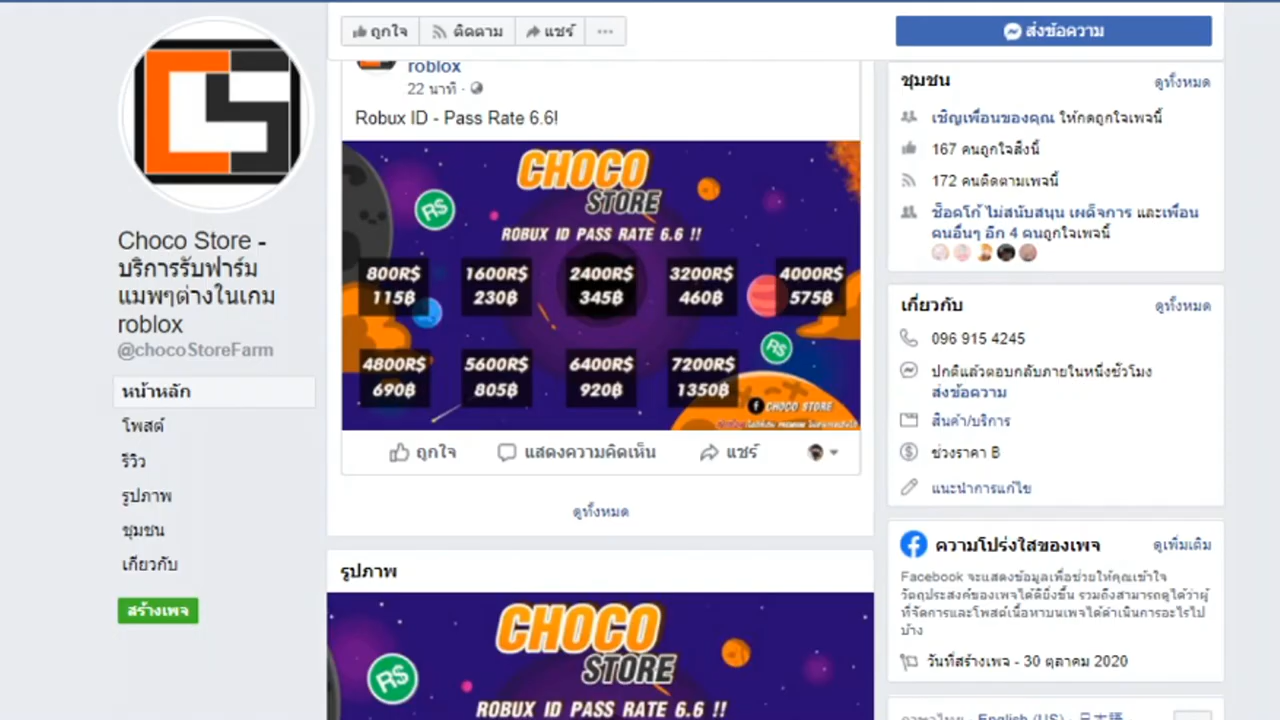 ถูกใจ
ติดตาม
แชร์
ส่งข้อความ
Choco Store -
บริการรับฟาร์ม
แมพๆต่างในเกม
roblox
@chocoStoreFarm
หน้าหลัก
โพสต์
รีวิว
รูปภาพ
ชุมชน
เกี่ยวกับ
สร้างเพจ
roblox
22 นาที ·
Robux ID - Pass Rate 6.6!
CHOCO
STORE
RS
ROBUX ID PASS RATE 6.6 !!
800R$ 1600R$ 2400R$ 3200R$ 4000R$
115฿ 230฿ 345฿ 460฿ 575฿
RS
4800R$ 5600R$ 6400R$ 7200R$
690฿ 805฿ 920฿ 1350฿
CHOCO STORE
ถูกใจ
แสดงความคิดเห็น
แชร์
ดูทั้งหมด
รูปภาพ
CHOCO
STORE
RS
ROBUX ID PASS RATE 6.6 !!
ชุมชน
ดูทั้งหมด
เชิญเพื่อนของคุณ ให้กดถูกใจเพจนี้
167 คนถูกใจสิ่งนี้
172 คนติดตามเพจนี้
ช็อคโก้ ไม่สนับสนุน เผด็จการ และเพื่อน
คนอื่นๆ อีก 4 คนถูกใจเพจนี้
เกี่ยวกับ
ดูทั้งหมด
096 915 4245
ปกติแล้วตอบกลับภายในหนึ่งชั่วโมง
ส่งข้อความ
สินค้า/บริการ
ช่วงราคา ฿
แนะนำการแก้ไข
ความโปร่งใสของเพจ
ดูเพิ่มเติม
Facebook จะแสดงข้อมูลเพื่อช่วยให้คุณเข้าใจ
วัตถุประสงค์ของเพจได้ดียิ่งขึ้น รวมถึงสามารถดูได้ว่าผู้
ที่จัดการและโพสต์เนื้อหาบนเพจได้ดำเนินการอะไรไป
บ้าง
วันที่สร้างเพจ - 30 ตุลาคม 2020
ภาษาไทย · English (US) · 日本語